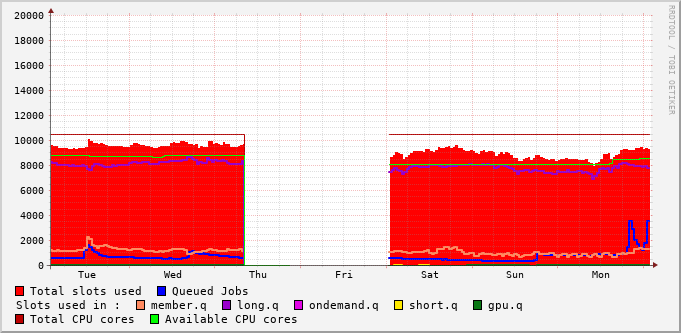 RRDTOOL / TOBI OETIKER
20000
18000
16000
14000
12000
10000
8000
6000
4000
2000
0
Tue Wed Thu Fri Sat Sun Mon
Total slots used Queued Jobs
Slots used in : member.q long.q ondemand.q short.q gpu.q
Total CPU cores Available CPU cores